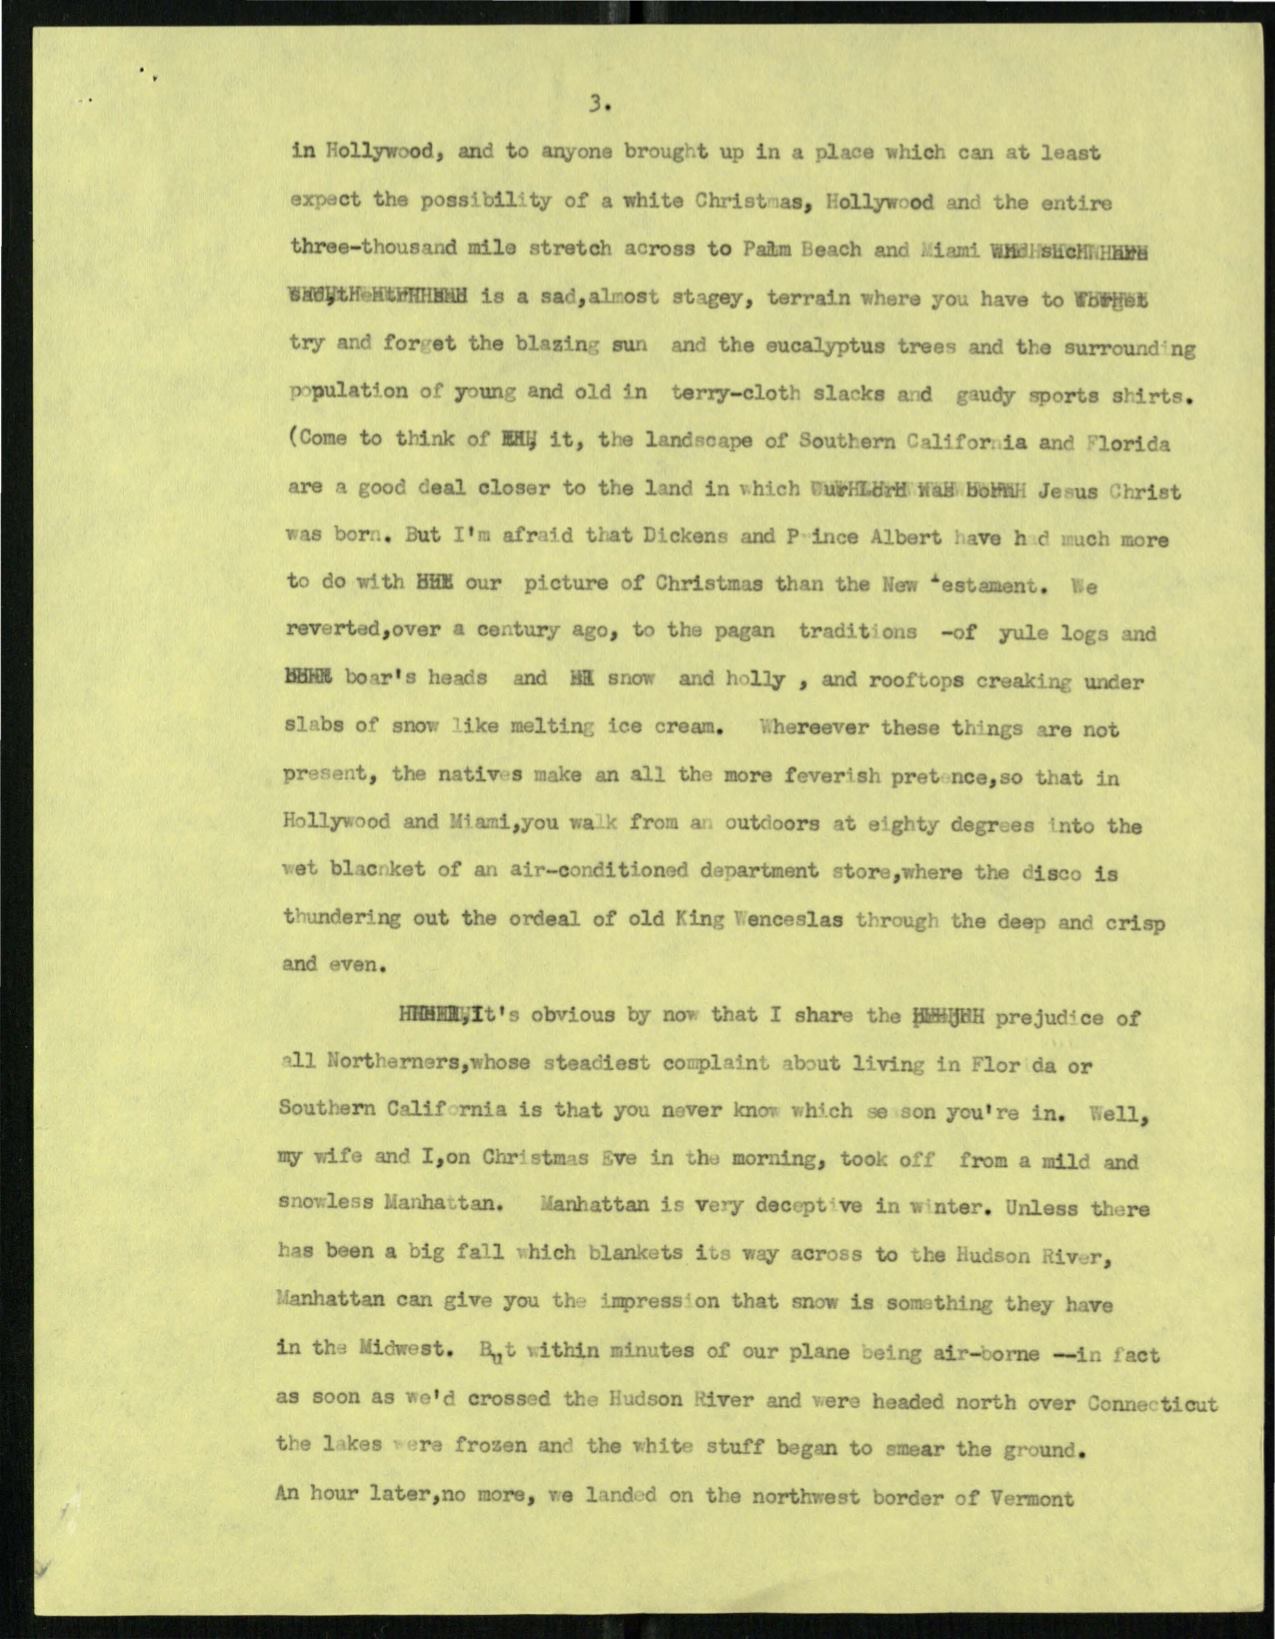 3.
in Hollywood, and to anyone brought up in a place which can at least
expect the possibility of a white Christmas, Hollywood and the entire
three-thousand mile stretch across to Palm Beach and Miami
is a sad,almost stagey, terrain where you have to forget
try and forget the blazing sun and the eucalyptus trees and the surrounding
population of young and old in terry-cloth slacks and gaudy sports shirts.
(Come to think of it, the landscape of Southern California and Florida
are a good deal closer to the land in which Our Lord was born Jesus Christ
was born. But I'm afraid that Dickens and Prince Albert have had much more
to do with our picture of Christmas than the New Testament. We
reverted,over a century ago, to the pagan traditions -of yule logs and
boar's heads and snow and holly , and rooftops creaking under
slabs of snow like melting ice cream. Whereever these things are not
present, the natives make an all the more feverish pretence,so that in
Hollywood and Miami,you walk from an outdoors at eighty degrees into the
wet blacnket of an air-conditioned department store,where the disco is
thundering out the ordeal of old King Wenceslas through the deep and crisp
and even.
It's obvious by now that I share the prejudice of
all Northerners,whose steadiest complaint about living in Florida or
Southern California is that you never know which season you're in. Well,
my wife and I,on Christmas Eve in the morning, took off from a mild and
snowless Manhattan. Manhattan is very deceptive in winter. Unless there
has been a big fall which blankets its way across to the Hudson River,
Manhattan can give you the impression that snow is something they have
in the Midwest. But within minutes of our plane being air-borne --in fact
as soon as we'd crossed the Hudson River and were headed north over Connecticut
the lakes were frozen and the white stuff began to smear the ground.
An hour later,no more, we landed on the northwest border of Vermont